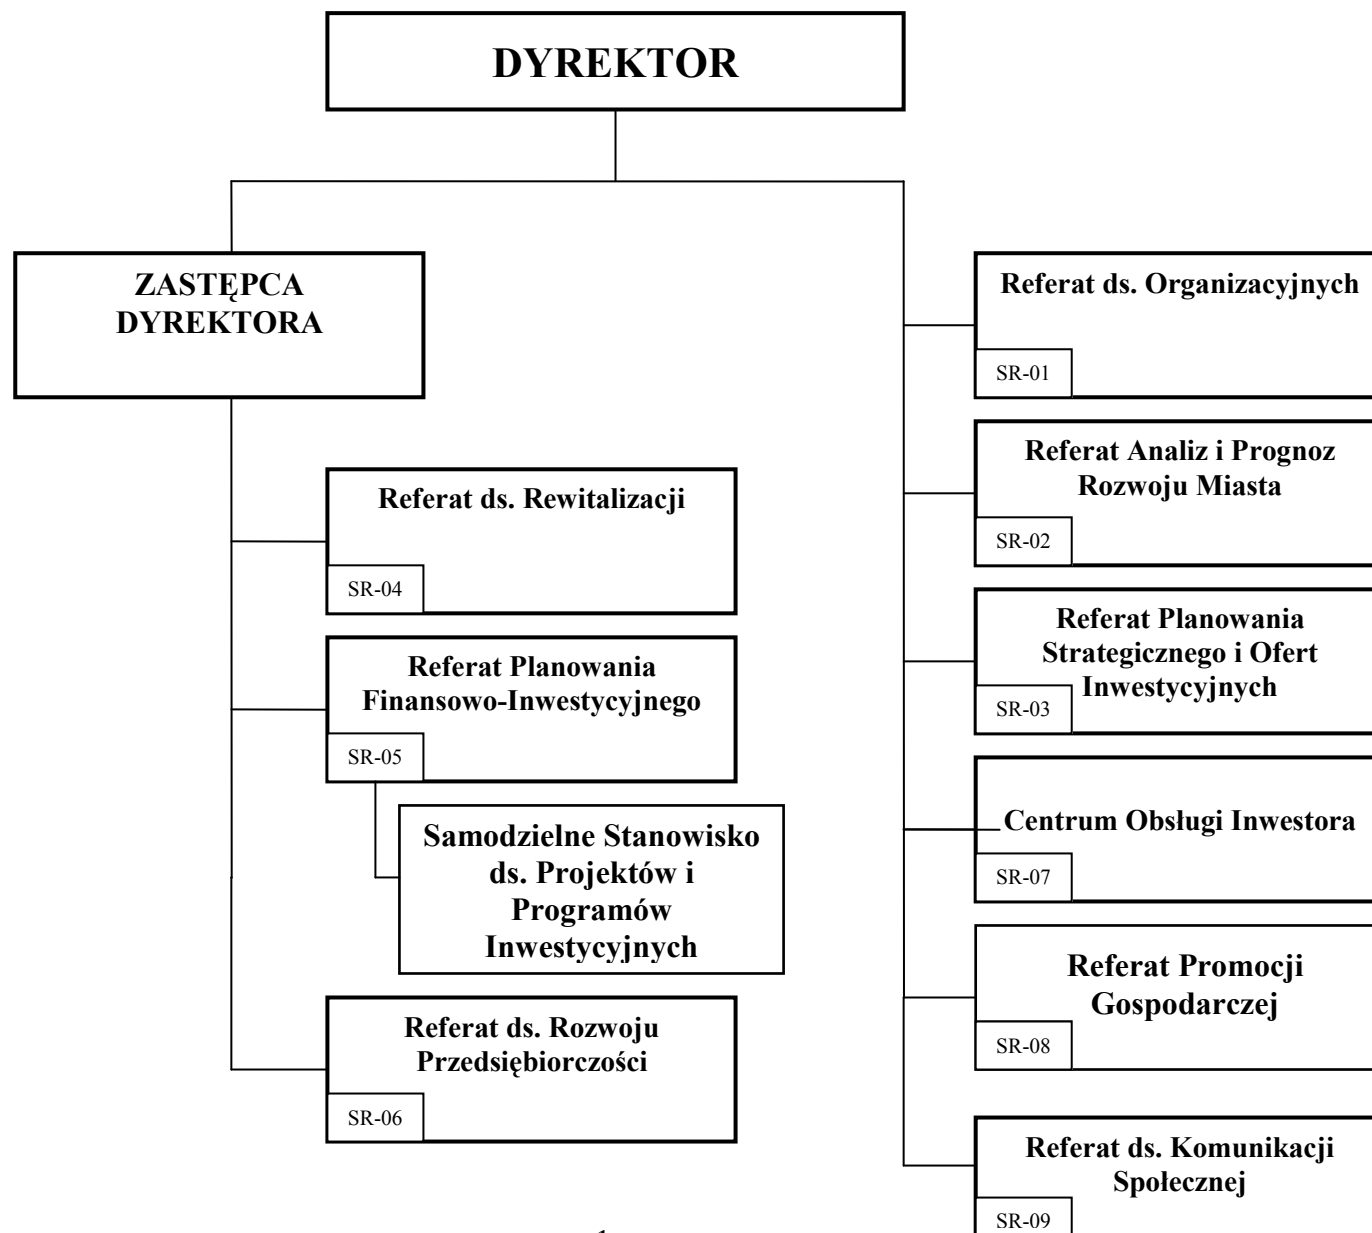 DYREKTOR
ZASTĘPCA
DYREKTORA
Referat ds. Rewitalizacji
SR-04
Referat Planowania
Finansowo-Inwestycyjnego
SR-05
Samodzielne Stanowisko
ds. Projektów i
Programów
Inwestycyjnych
Referat ds. Rozwoju
Przedsiębiorczości
SR-06
Referat ds. Organizacyjnych
SR-01
Referat Analiz i Prognoz
Rozwoju Miasta
SR-02
Referat Planowania
Strategicznego i Ofert
Inwestycyjnych
SR-03
Centrum Obsługi Inwestora
SR-07
Referat Promocji
Gospodarczej
SR-08
Referat ds. Komunikacji
Społecznej
SR-09